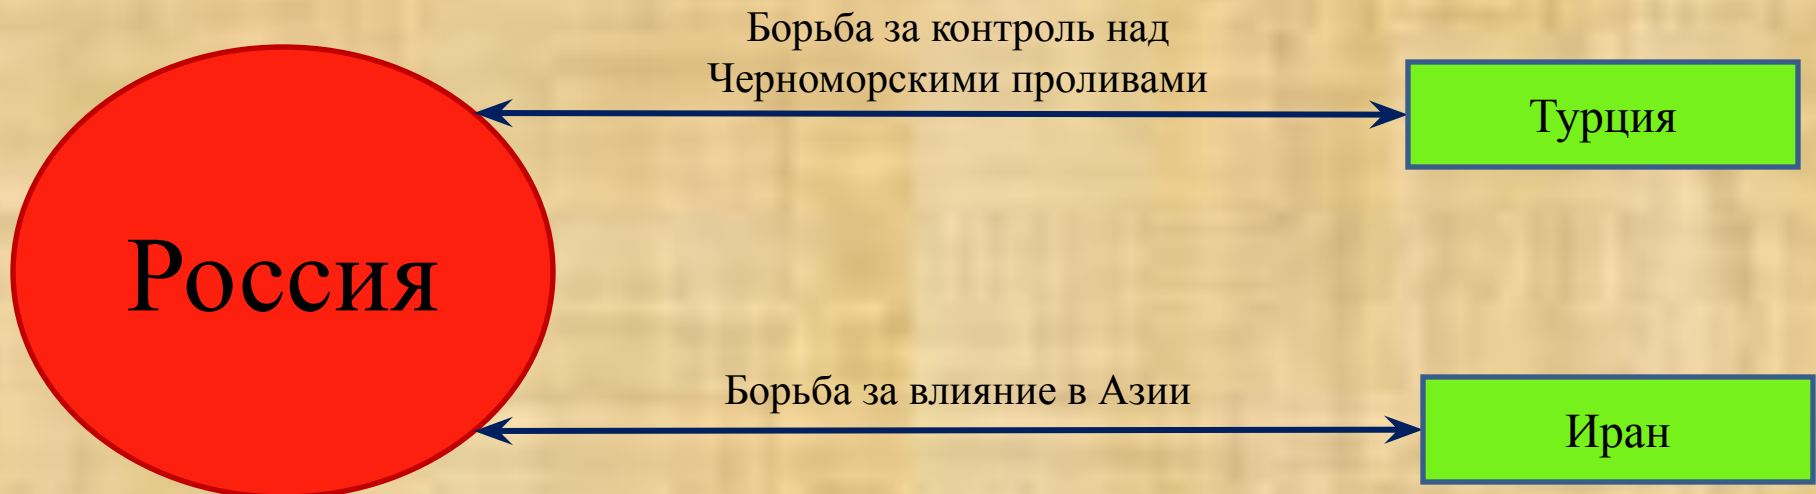 Борьба за контроль над
Черноморскими проливами
Турция
Россия
Борьба за влияние в Азии
Иран